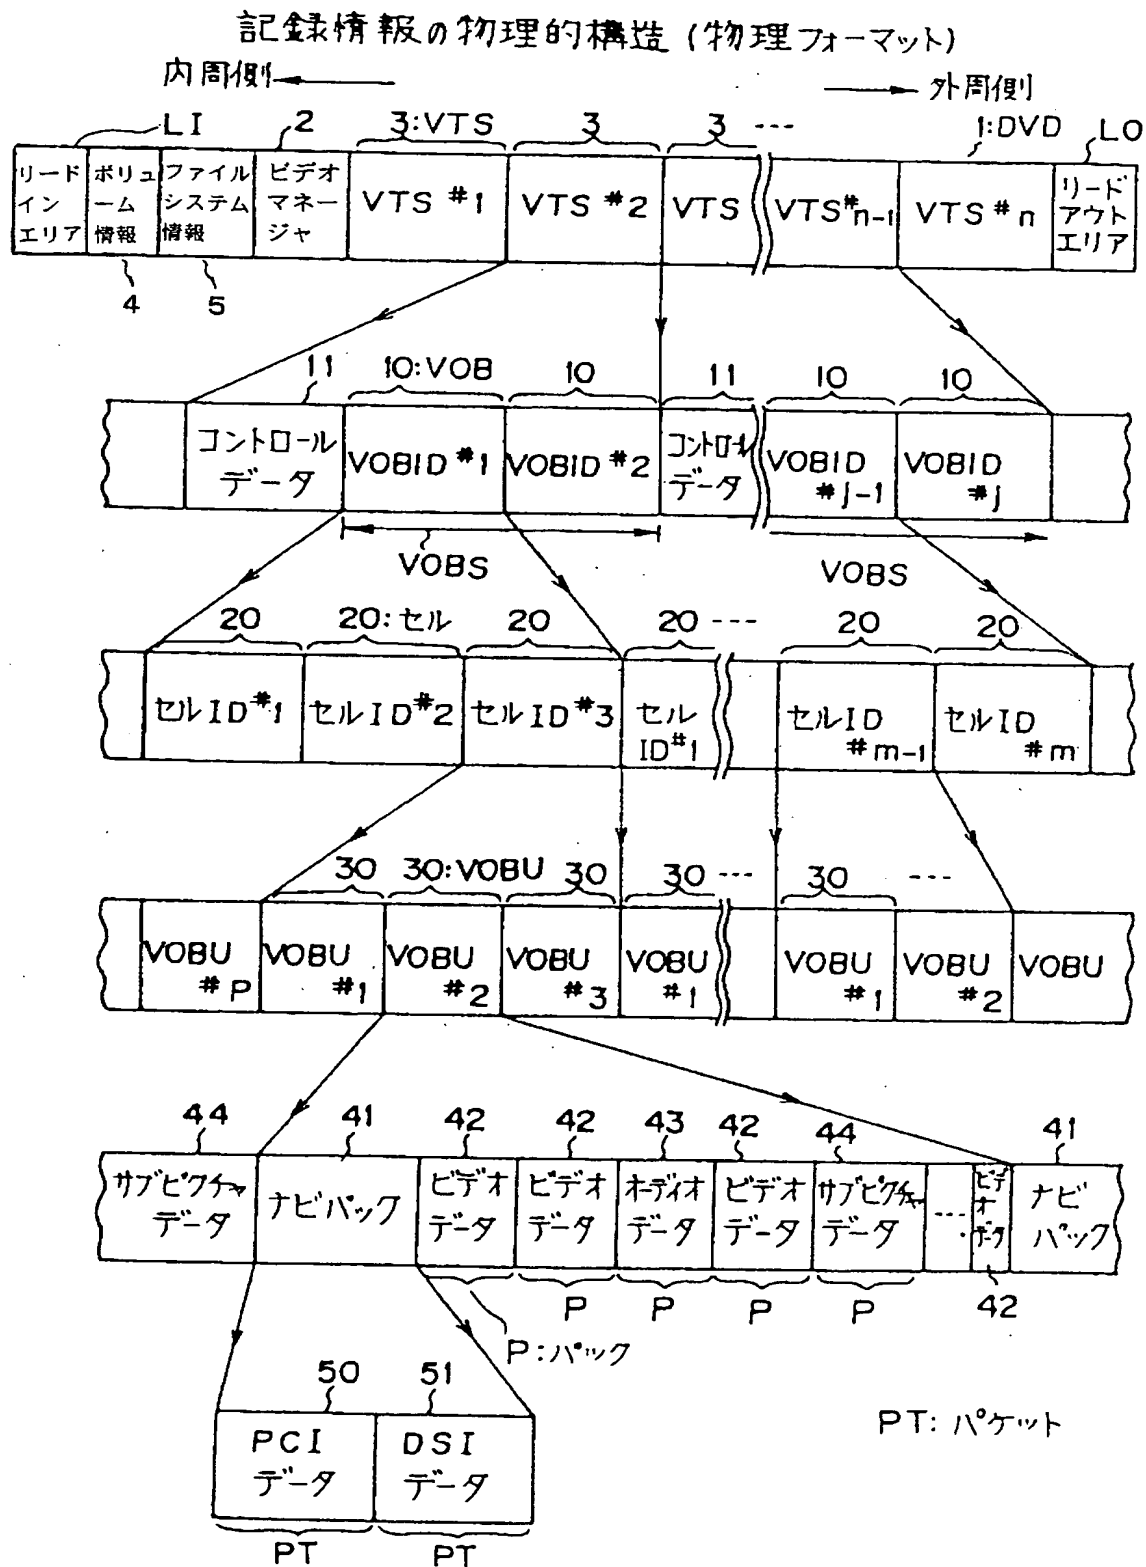 記録情報の物理的構造(物理フォーマット)
内周側
外周側
LI
2
3:VTS
3
3
---
1:DVD
LO
リード
イン
エリア
ボリュ
ーム
情報
ファイル
システム
情報
ビデオ
マネー
ジャ
VTS #1
VTS #2
VTS
VTS#n-1
VTS #n
リード
アウト
エリア
4
5
11
10:VOB
10
11
10
10
コントロール
データ
VOBID #1
VOBID #2
コントロール
データ
VOBID
#j-1
VOBID
#j
VOBS
VOBS
20
20:セル
20
20
---
20
20
セルID#1
セルID#2
セルID#3
セル
ID#1
セルID
#m-1
セルID
#m
30
30:VOBU
30
30
---
30
---
VOBU
#P
VOBU
#1
VOBU
#2
VOBU
#3
VOBU
#1
VOBU
#1
VOBU
#2
VOBU
44
41
42
42
43
42
44
41
サブピクチャ
データ
ナビパック
ビデオ
データ
ビデオ
データ
オーディオ
データ
ビデオ
データ
サブピクチャ
データ
---
ビデ
オ
データ
ナビ
パック
P
P
P
P
42
P:パック
50
51
PCI
データ
DSI
データ
PT:パケット
PT
PT